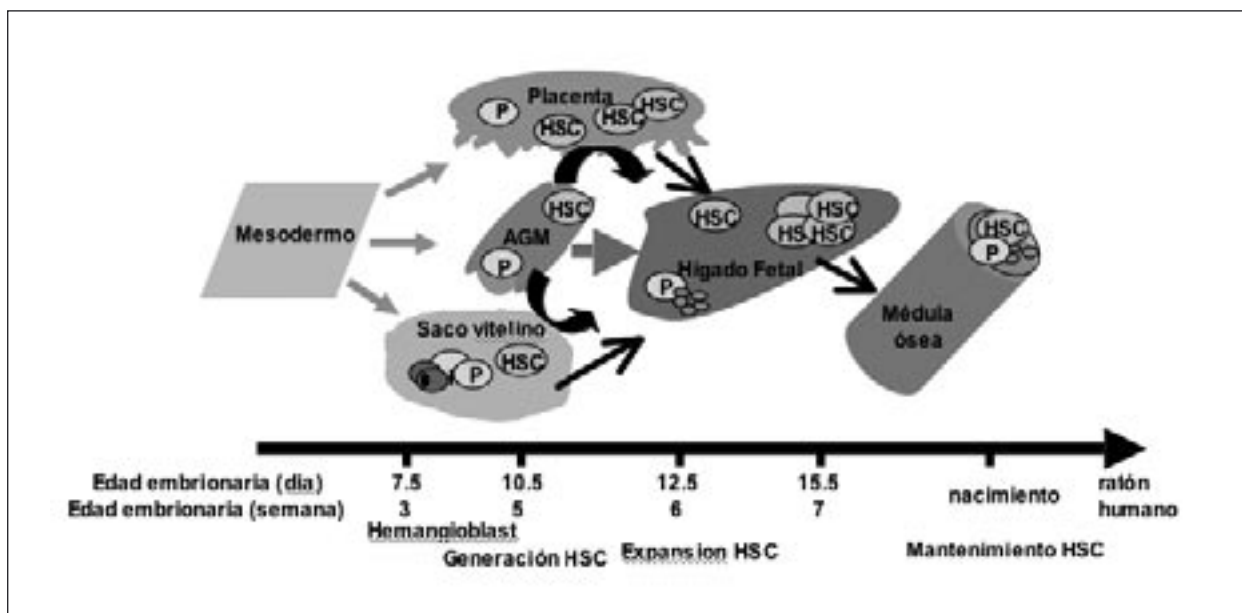 Placenta
P
HSC
HSC
HSC
Mesodermo
HSC
AGM
P
HSC
HSC
HSC
HSC
Hígado Fetal
P
HSC
P
Médula
ósea
Saco vitelino
HSC
P
Edad embrionaria (dia) 7.5 10.5 12.5 15.5 nacimiento ratón
Edad embrionaria (semana) 3 5 6 7 humano
Hemangioblast
Generación HSC Expansion HSC Mantenimiento HSC